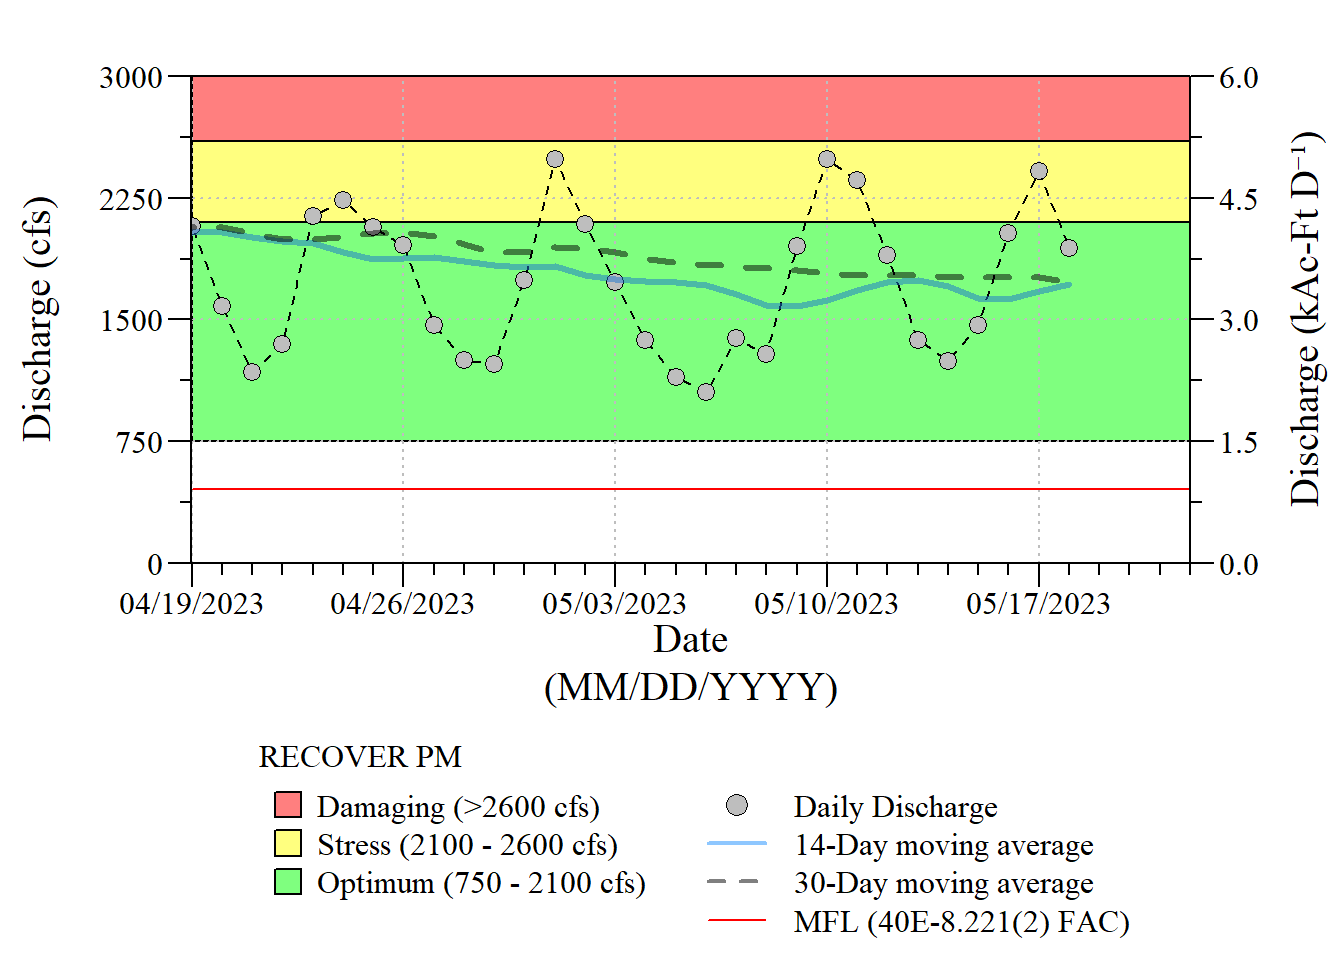 3000
2250
1500
750
0
Discharge (cfs)
6.0
4.5
3.0
1.5
0.0
Discharge (kAc-Ft D⁻¹)
04/19/2023 04/26/2023 05/03/2023 05/10/2023 05/17/2023
Date
(MM/DD/YYYY)
RECOVER PM
Damaging (>2600 cfs)
Stress (2100 - 2600 cfs)
Optimum (750 - 2100 cfs)
Daily Discharge
14-Day moving average
30-Day moving average
MFL (40E-8.221(2) FAC)